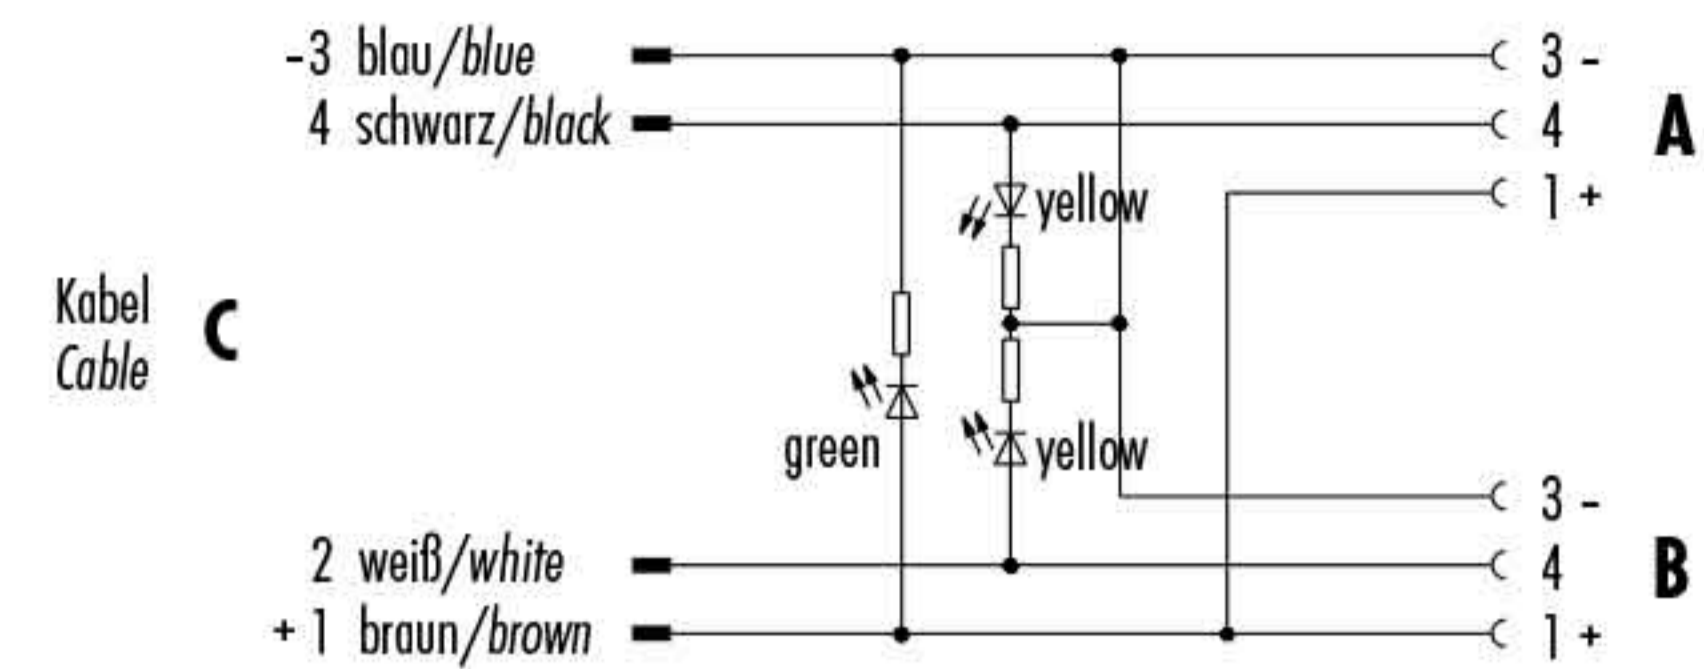 -3 blau/blue
3 -
4 schwarz/black
4
A
yellow
1 +
Kabel
C
Cable
green
yellow
3 -
2 weiß/white
4
B
+ 1 braun/brown
1 +